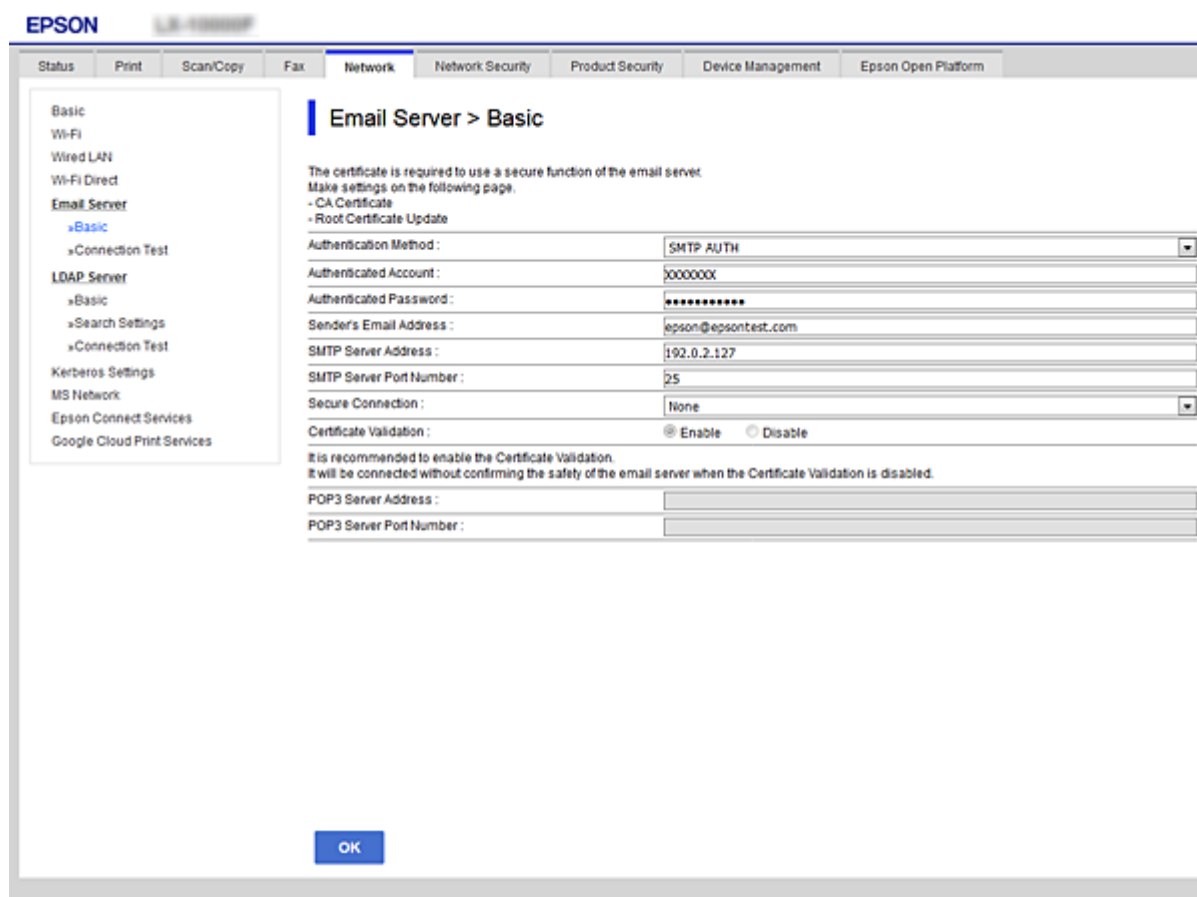 EPSON
Status Print Scan/Copy Fax Network Network Security Product Security Device Management Epson Open Platform
Basic
Wi-Fi
Wired LAN
Wi-Fi Direct
Email Server
»Basic
»Connection Test
LDAP Server
»Basic
»Search Settings
»Connection Test
Kerberos Settings
MS Network
Epson Connect Services
Google Cloud Print Services
Email Server > Basic
The certificate is required to use a secure function of the email server.
Make settings on the following page.
- CA Certificate
- Root Certificate Update
Authentication Method : SMTP AUTH
Authenticated Account : XXXXXXX
Authenticated Password : •••••••••••
Sender's Email Address : epson@epsontest.com
SMTP Server Address : 192.0.2.127
SMTP Server Port Number : 25
Secure Connection : None
Certificate Validation : Enable Disable
It is recommended to enable the Certificate Validation.
It will be connected without confirming the safety of the email server when the Certificate Validation is disabled.
POP3 Server Address :
POP3 Server Port Number :
OK